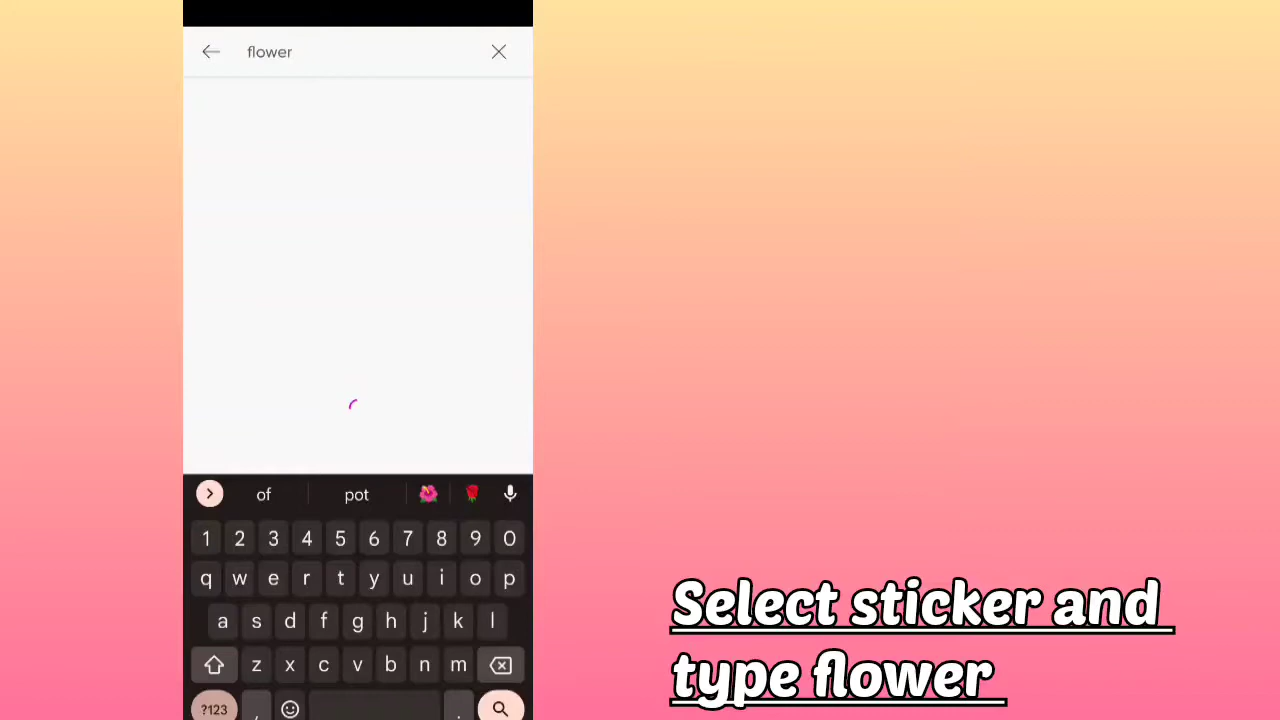 flower
of pot
1 2 3 4 5 6 7 8 9 0
q w e r t y u i o p
a s d f g h j k l
z x c v b n m
?123 , .
Select sticker and
type flower